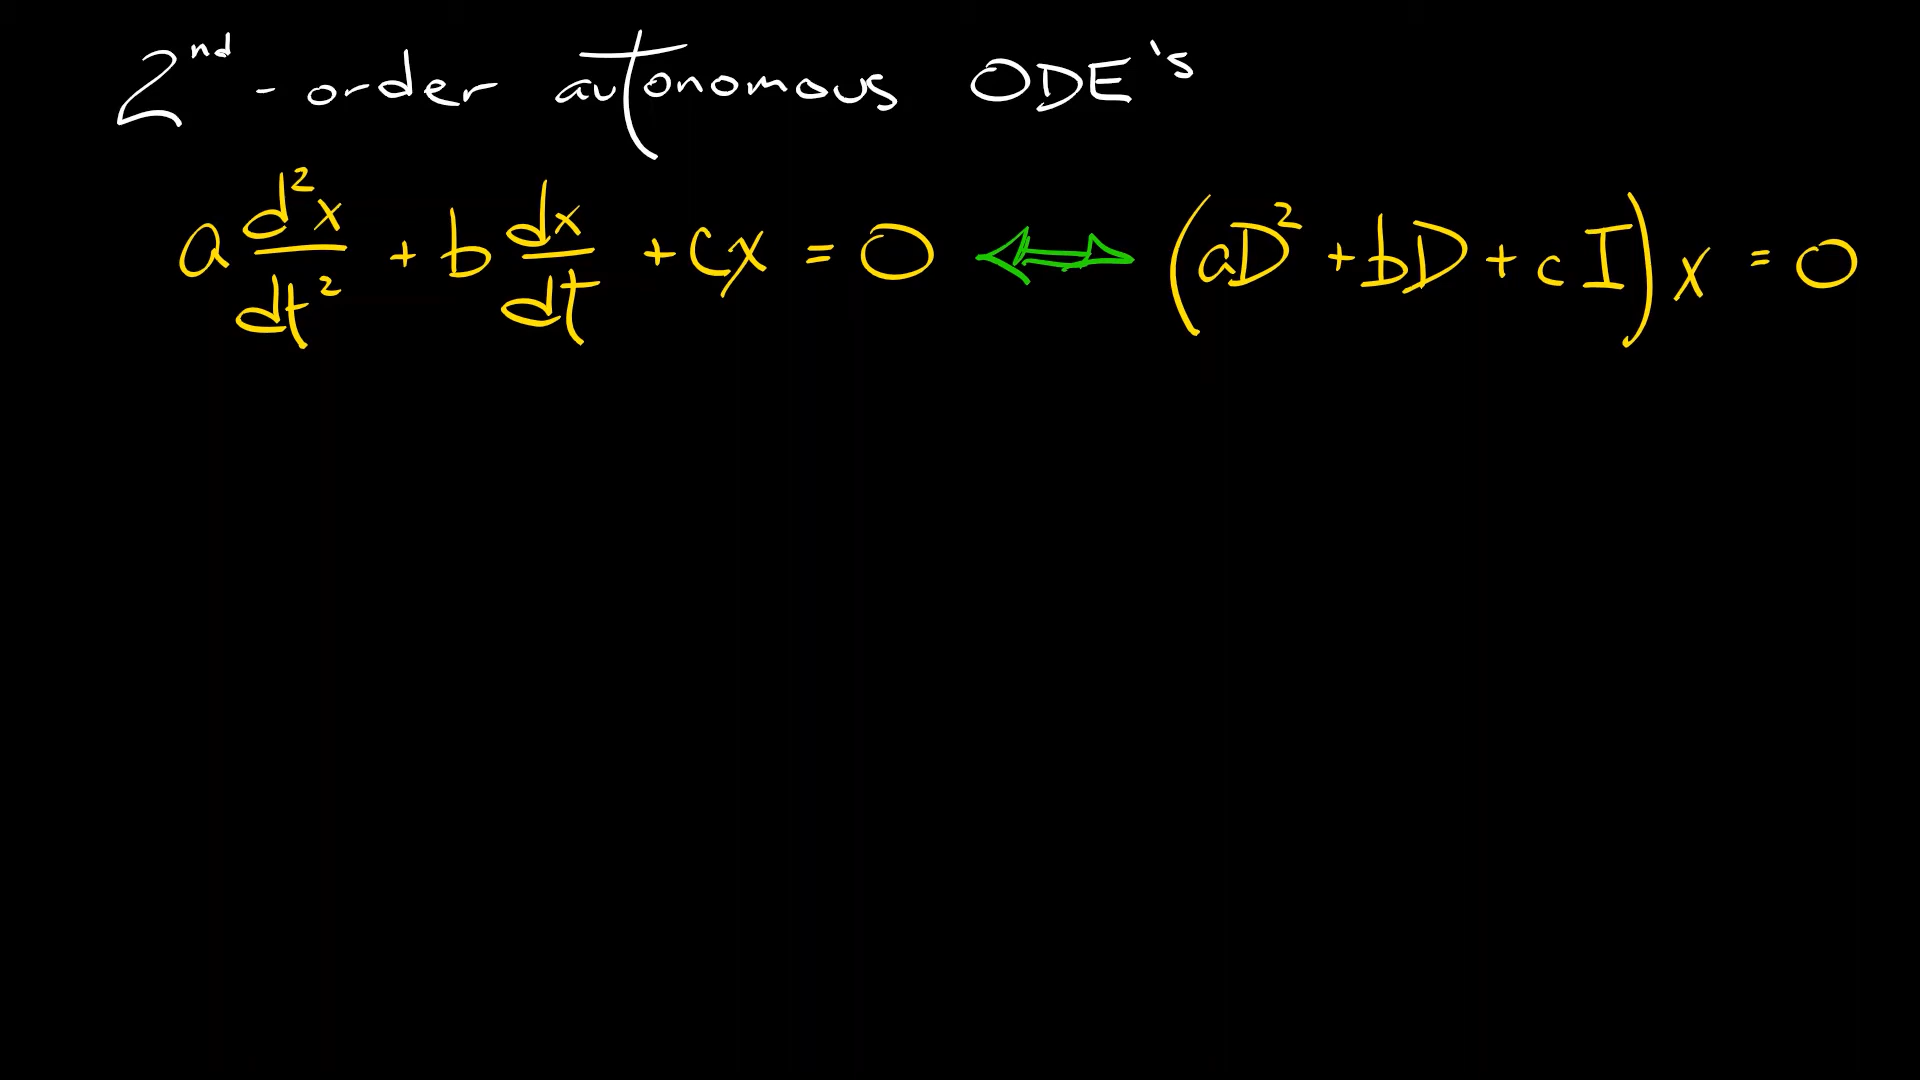 2nd-order autonomous ODE's
a d²x/dt² + b dx/dt + cx = 0 ⟺ (aD² + bD + cI)x = 0